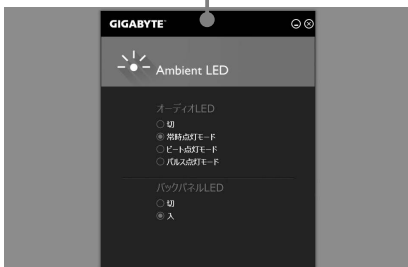 GIGABYTE™
Ambient LED
オーディオLED
切
常時点灯モード
ビート点灯モード
パルス点灯モード
バックパネルLED
切
入